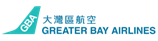 GBA
大灣區航空
GREATER BAY AIRLINES